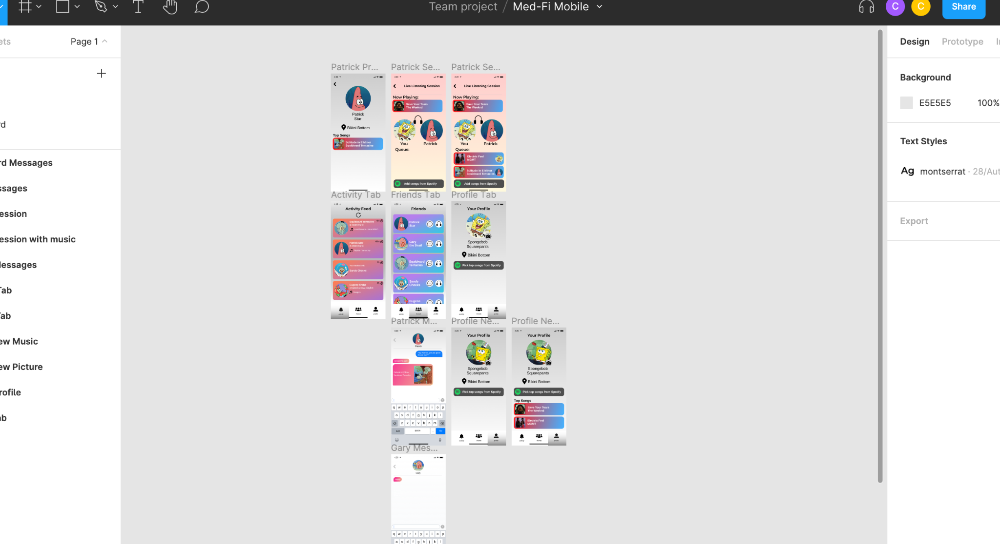 Team project / Med-Fi Mobile
C
C
Share
ets
Page 1
rd
rd Messages
ssages
ession
ession with music
lessages
Tab
Tab
ew Music
ew Picture
rofile
ab
Patrick Pr...
Patrick Se...
Patrick Se...
Patrick
Star
Bikini Bottom
Top Songs
Solitude in E Minor
Squidward Tentacles
Live Listening Session
Now Playing:
Save Your Tears
The Weeknd
You
Patrick
Queue:
Add songs from Spotify
Live Listening Session
Now Playing:
Save Your Tears
The Weeknd
You
Patrick
Queue:
Electric Feel
MGMT
Solitude in E Minor
Squidward Tentacles
Add songs from Spotify
Activity Tab
Friends Tab
Profile Tab
Activity Feed
Squidward Tentacles
is listening to:
Patrick Star
is listening to:
Sandy Cheeks!
Eugene Krabs
created a new playlist
Friends
Patrick
Star
Gary
the Snail
Squidward
Tentacles
Sandy
Cheeks
Eugene
Your Profile
Spongebob
Squarepants
Bikini Bottom
Pick top songs from Spotify
Patrick M...
Profile Ne...
Profile Ne...
Patrick
q w e r t y u i o p
a s d f g h j k l
z x c v b n m
123
space
.
Go
Your Profile
Spongebob
Squarepants
Bikini Bottom
Pick top songs from Spotify
Your Profile
Spongebob
Squarepants
Bikini Bottom
Pick top songs from Spotify
Top Songs
Save Your Tears
The Weeknd
Electric Feel
MGMT
Gary Mes...
Gary
q w e r t y u i o p
a s d f g h j k l
Design
Prototype
Background
E5E5E5
100%
Text Styles
Ag montserrat · 28/Aut
Export